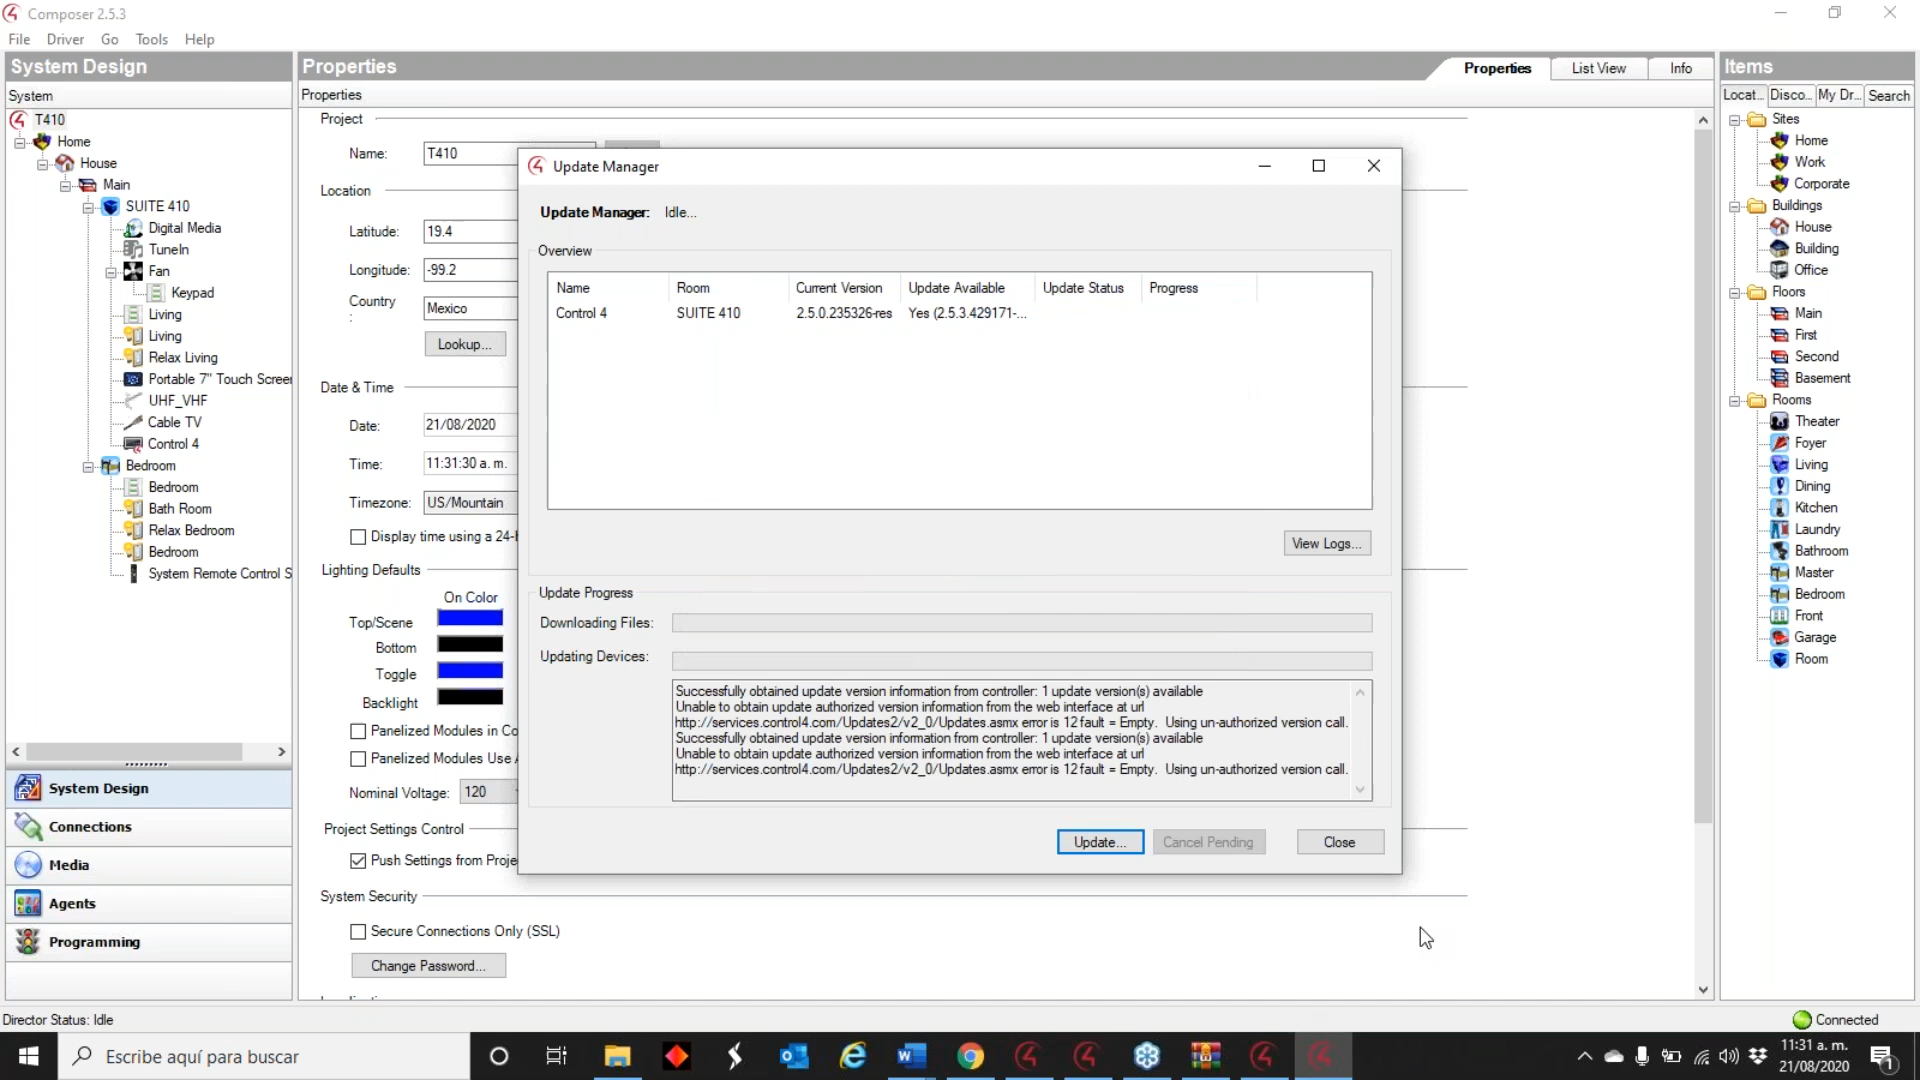 Composer 2.5.3
File Driver Go Tools Help
System Design
System
T410
Home
House
Main
SUITE 410
Digital Media
TuneIn
Fan
Keypad
Living
Living
Relax Living
Portable 7" Touch Screen
UHF_VHF
Cable TV
Control 4
Bedroom
Bedroom
Bath Room
Relax Bedroom
Bedroom
System Remote Control S
System Design
Connections
Media
Agents
Programming
Properties
Properties List View Info
Properties
Project
Name: T410
Location
Latitude: 19.4
Longitude: -99.2
Country
: Mexico
Lookup...
Date & Time
Date: 21/08/2020
Time: 11:31:30 a. m.
Timezone: US/Mountain
Display time using a 24-h
Lighting Defaults
On Color
Top/Scene
Bottom
Toggle
Backlight
Panelized Modules in Co
Panelized Modules Use A
Nominal Voltage: 120
Project Settings Control
Push Settings from Proje
System Security
Secure Connections Only (SSL)
Change Password...
Update Manager
Update Manager: Idle...
Overview
Name Room Current Version Update Available Update Status Progress
Control 4 SUITE 410 2.5.0.235326-res Yes (2.5.3.429171-...
View Logs...
Update Progress
Downloading Files:
Updating Devices:
Successfully obtained update version information from controller: 1 update version(s) available
Unable to obtain update authorized version information from the web interface at url
http://services.control4.com/Updates2/v2_0/Updates.asmx error is 12 fault = Empty. Using un-authorized version call.
Successfully obtained update version information from controller: 1 update version(s) available
Unable to obtain update authorized version information from the web interface at url
http://services.control4.com/Updates2/v2_0/Updates.asmx error is 12 fault = Empty. Using un-authorized version call.
Update... Cancel Pending Close
Items
Locat... Disco... My Dr... Search
Sites
Home
Work
Corporate
Buildings
House
Building
Office
Floors
Main
First
Second
Basement
Rooms
Theater
Foyer
Living
Dining
Kitchen
Laundry
Bathroom
Master
Bedroom
Front
Garage
Room
Director Status: Idle
Connected
Escribe aquí para buscar
11:31 a. m.
21/08/2020
1